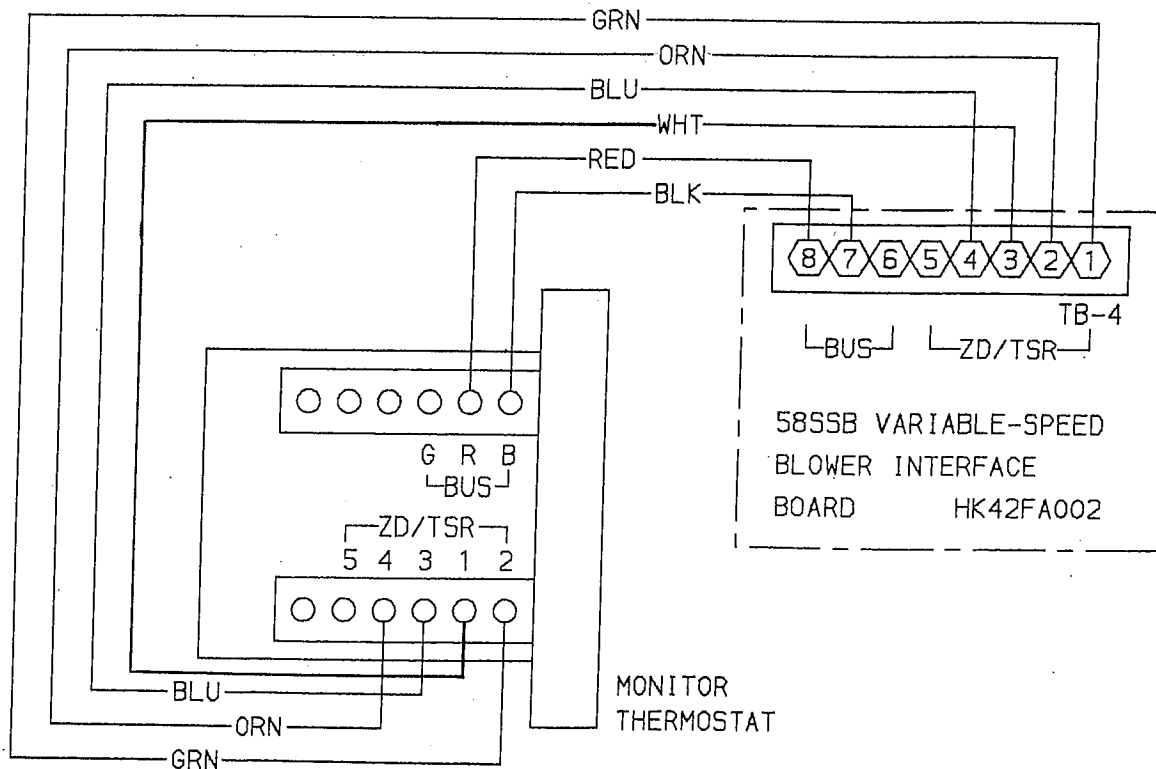 GRN
ORN
BLU
WHT
RED
BLK
8 7 6 5 4 3 2 1
TB-4
BUS ZD/TSR
58SSB VARIABLE-SPEED
BLOWER INTERFACE
BOARD HK42FA002
G R B
BUS
ZD/TSR
5 4 3 1 2
MONITOR
THERMOSTAT
BLU
ORN
GRN